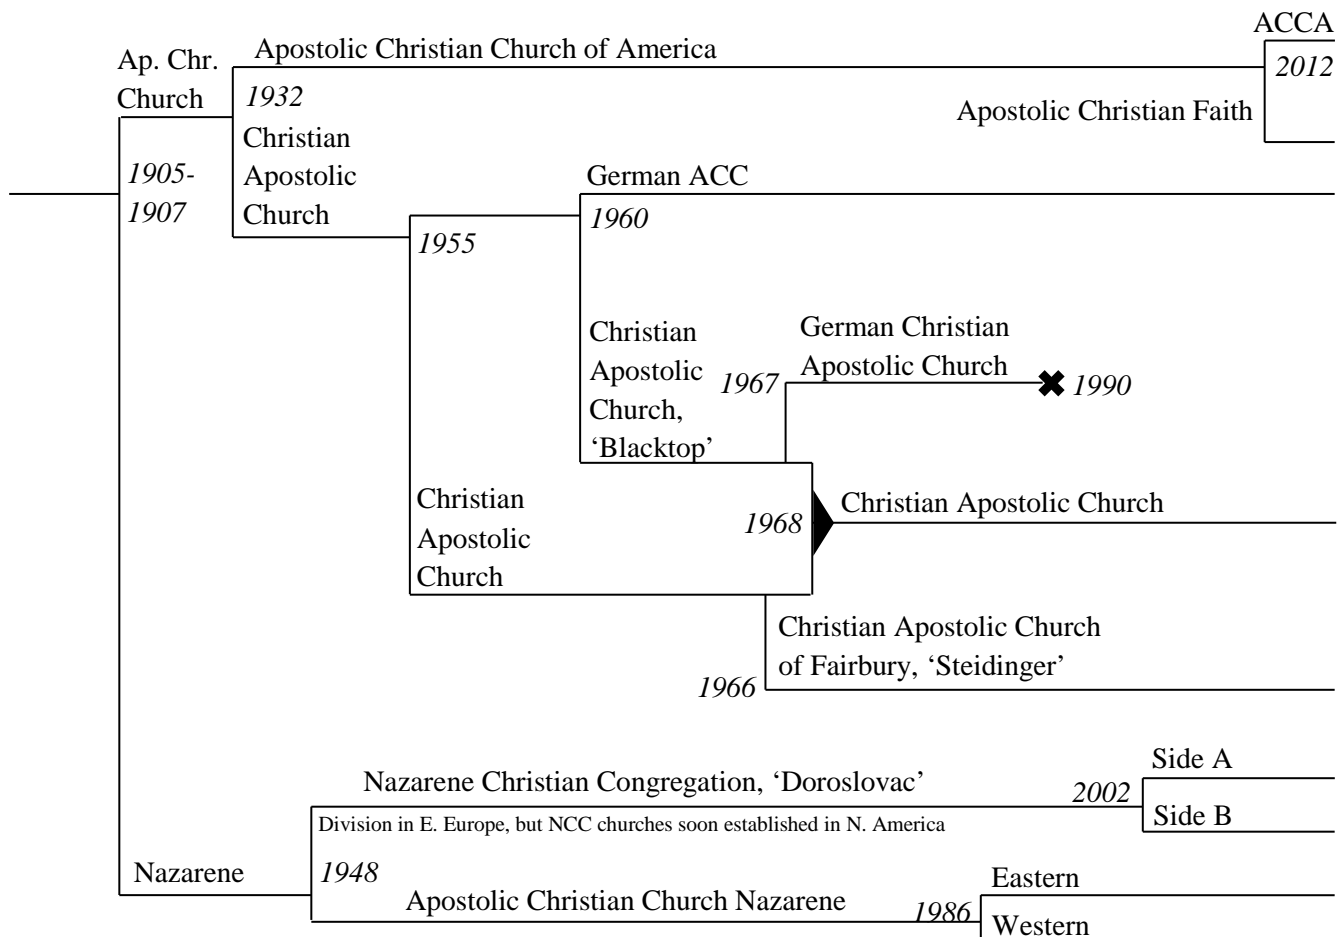 ACCA
Apostolic Christian Church of America
Ap. Chr.
Church
2012
1932
Apostolic Christian Faith
Christian
Apostolic
Church
1905-
1907
German ACC
1960
1955
Christian
Apostolic
Church,
‘Blacktop’
German Christian
Apostolic Church
1967
1990
Christian
Apostolic
Church
1968
Christian Apostolic Church
Christian Apostolic Church
of Fairbury, ‘Steidinger’
1966
Side A
Nazarene Christian Congregation, ‘Doroslovac’
2002
Side B
Division in E. Europe, but NCC churches soon established in N. America
Nazarene
1948
Eastern
Apostolic Christian Church Nazarene
1986
Western